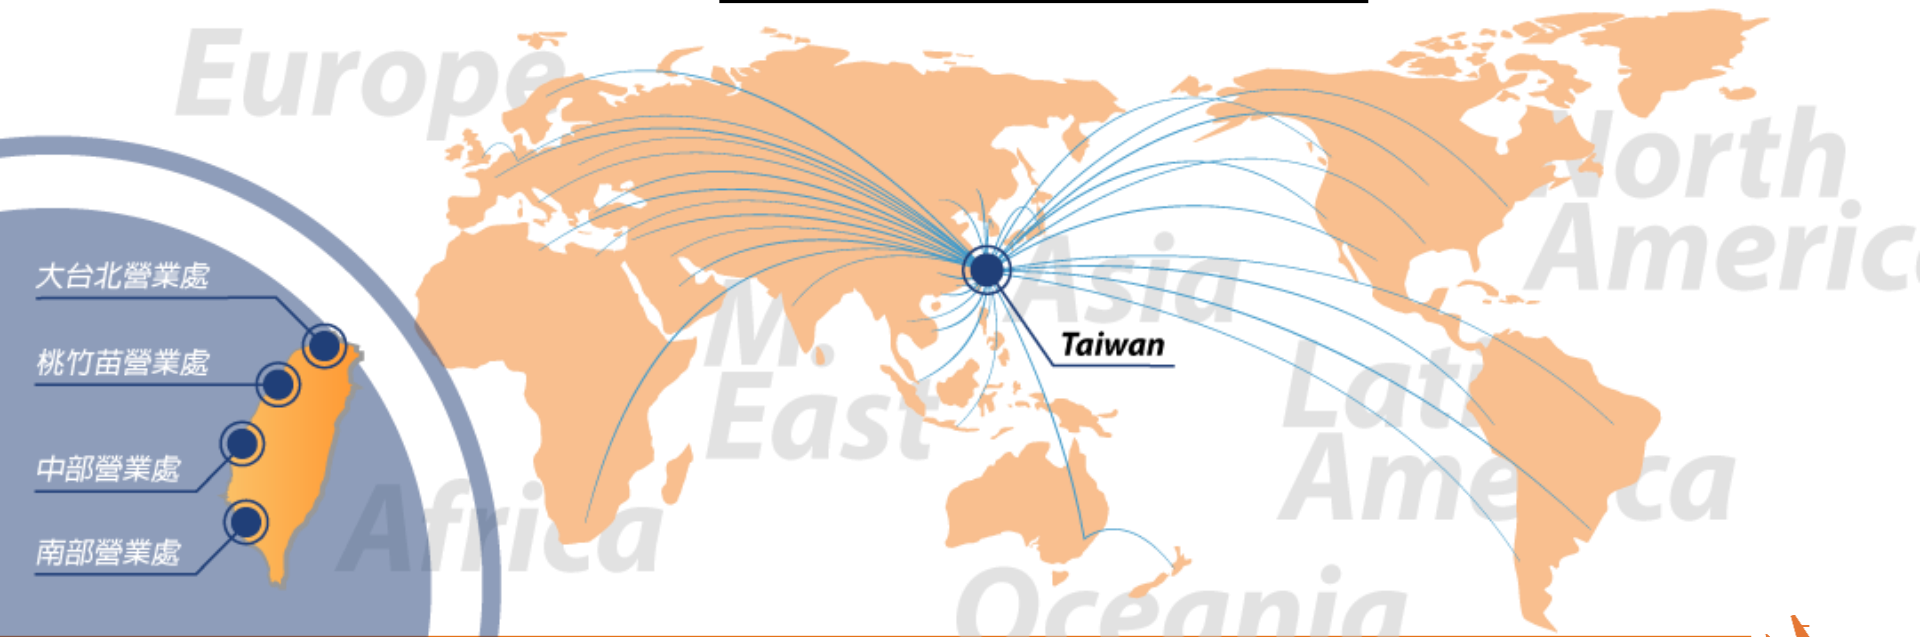 Europe
North
America
大台北營業處
Asia
M.
East
桃竹苗營業處
Taiwan
Latin
America
中部營業處
Africa
南部營業處
Oceania